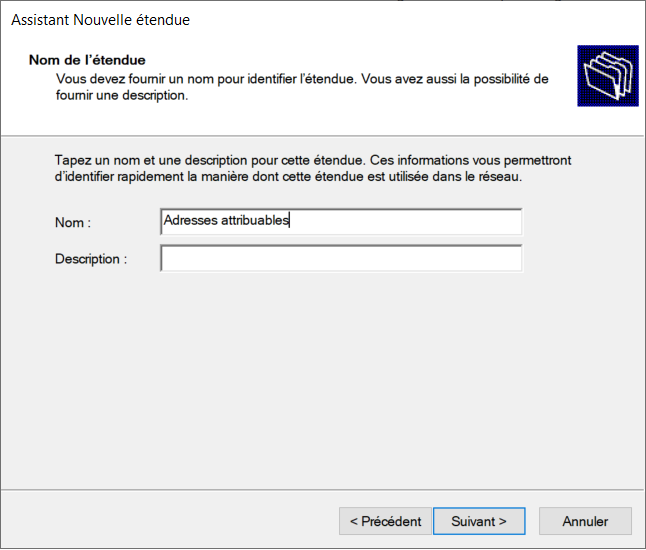 Assistant Nouvelle étendue
Nom de l'étendue
Vous devez fournir un nom pour identifier l'étendue. Vous avez aussi la possibilité de
fournir une description.
Tapez un nom et une description pour cette étendue. Ces informations vous permettront
d'identifier rapidement la manière dont cette étendue est utilisée dans le réseau.
Nom : Adresses attribuables
Description :
< Précédent Suivant > Annuler